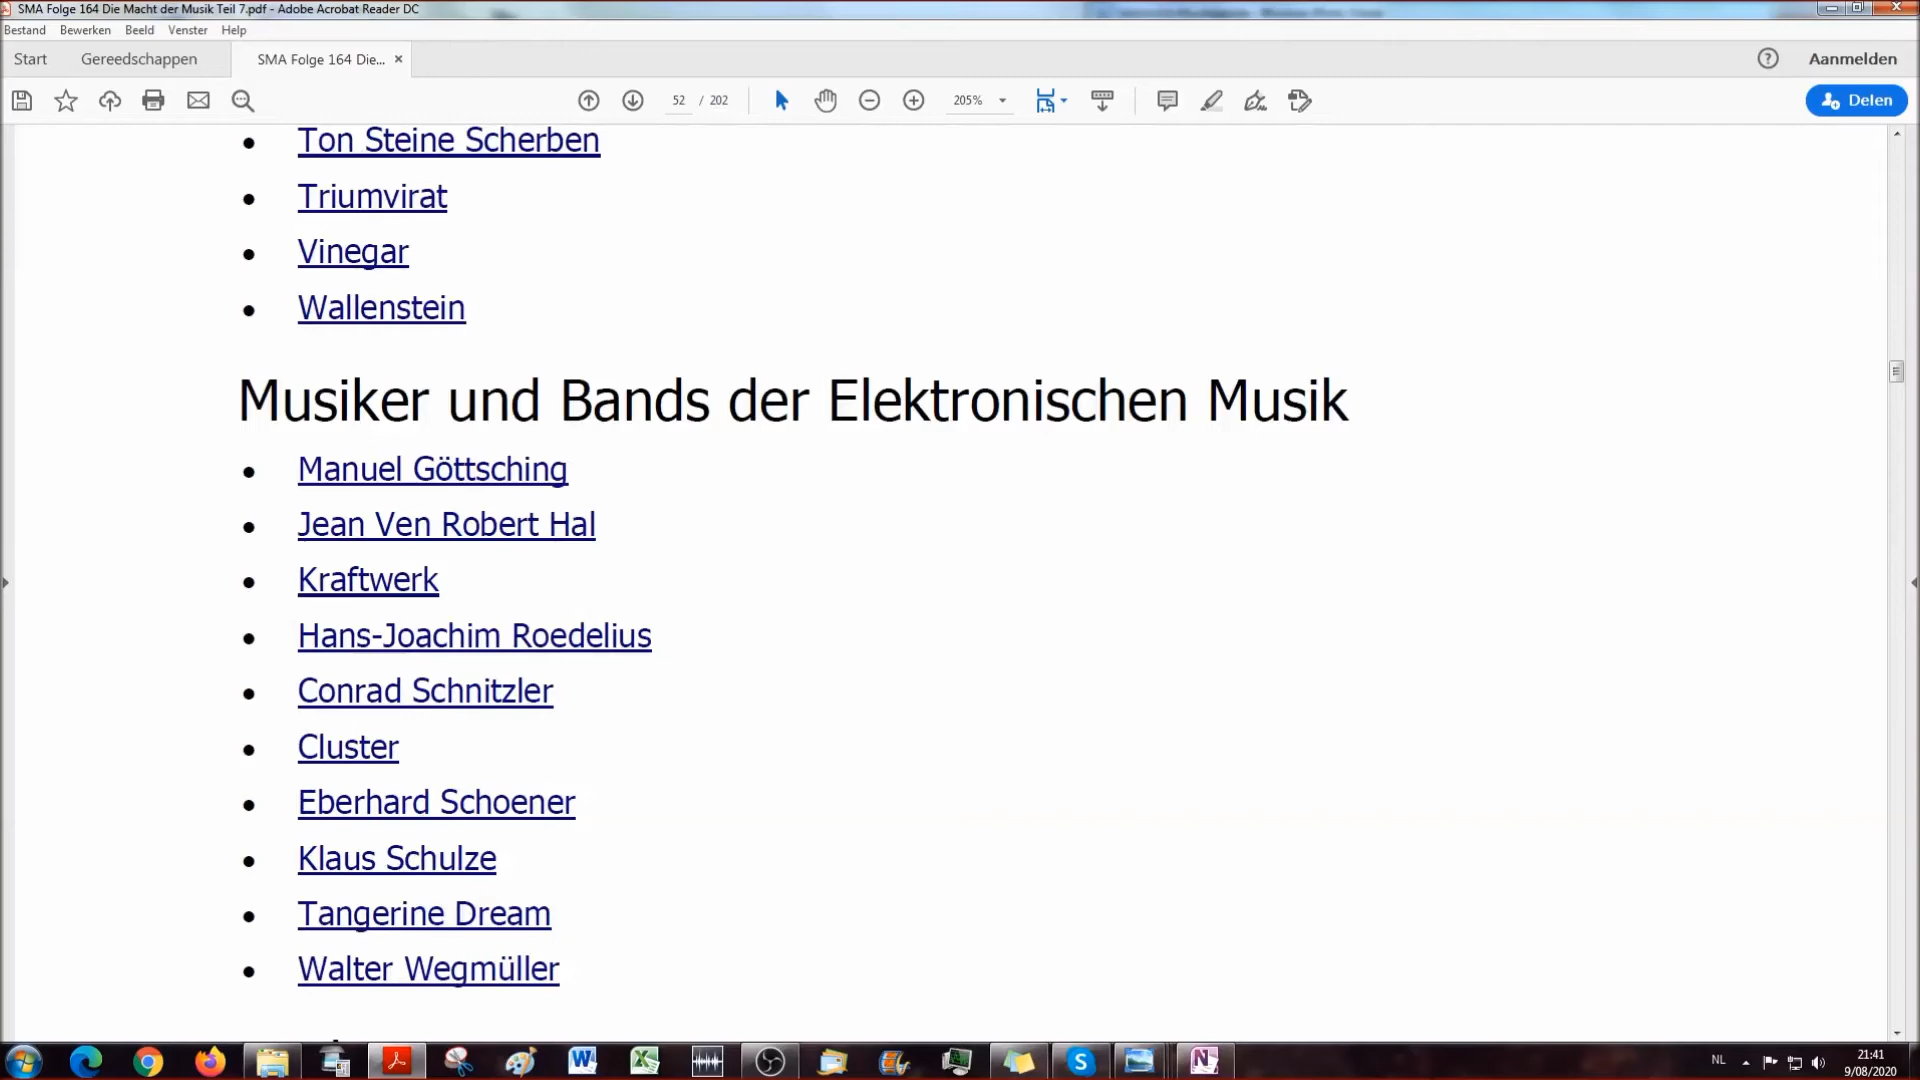 SMA Folge 164 Die Macht der Musik Teil 7.pdf - Adobe Acrobat Reader DC
Bestand Bewerken Beeld Venster Help
Start Gereedschappen SMA Folge 164 Die... × ? Aanmelden
52 / 202 205% Delen
• Ton Steine Scherben
• Triumvirat
• Vinegar
• Wallenstein
Musiker und Bands der Elektronischen Musik
• Manuel Göttsching
• Jean Ven Robert Hal
• Kraftwerk
• Hans-Joachim Roedelius
• Conrad Schnitzler
• Cluster
• Eberhard Schoener
• Klaus Schulze
• Tangerine Dream
• Walter Wegmüller
NL 21:41
9/08/2020